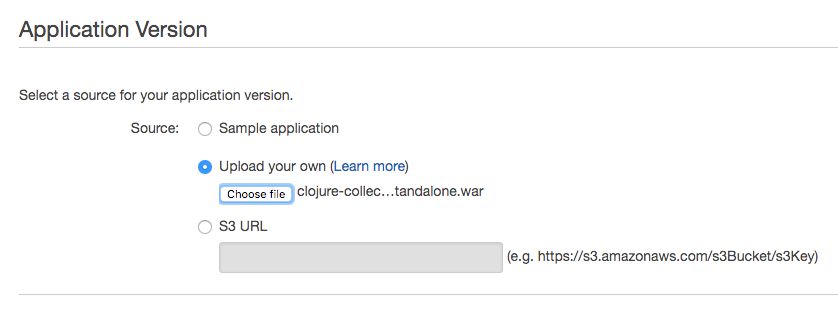 Application Version
Select a source for your application version.
Source: Sample application
Upload your own (Learn more)
Choose file clojure-collec…tandalone.war
S3 URL
(e.g. https://s3.amazonaws.com/s3Bucket/s3Key)